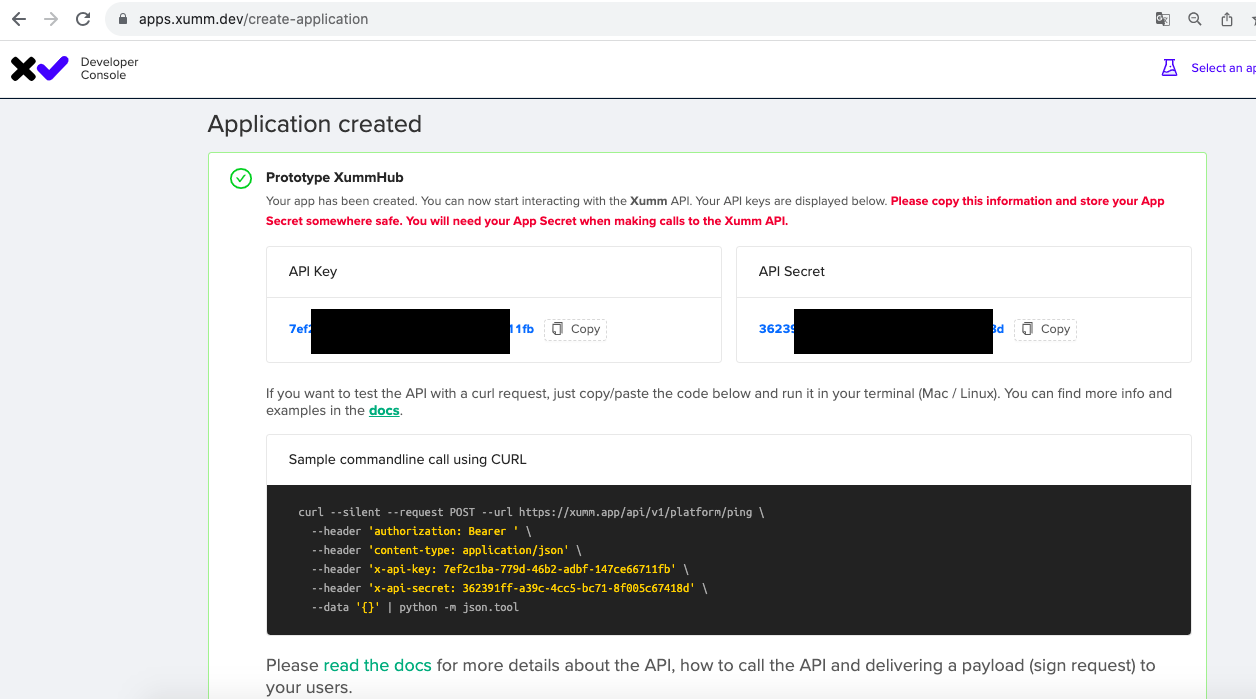 apps.xumm.dev/create-application
Developer
Console
Select an
Application created
Prototype XummHub
Your app has been created. You can now start interacting with the Xumm API. Your API keys are displayed below. Please copy this information and store your App
Secret somewhere safe. You will need your App Secret when making calls to the Xumm API.
API Key
API Secret
Copy
Copy
If you want to test the API with a curl request, just copy/paste the code below and run it in your terminal (Mac / Linux). You can find more info and
examples in the docs.
Sample commandline call using CURL
curl --silent --request POST --url https://xumm.app/api/v1/platform/ping \
--header 'authorization: Bearer ' \
--header 'content-type: application/json' \
--header 'x-api-key: 7ef2c1ba-779d-46b2-adbf-147ce66711fb' \
--header 'x-api-secret: 362391ff-a39c-4cc5-bc71-8f005c67418d' \
--data '{}' | python -m json.tool
Please read the docs for more details about the API, how to call the API and delivering a payload (sign request) to
your users.